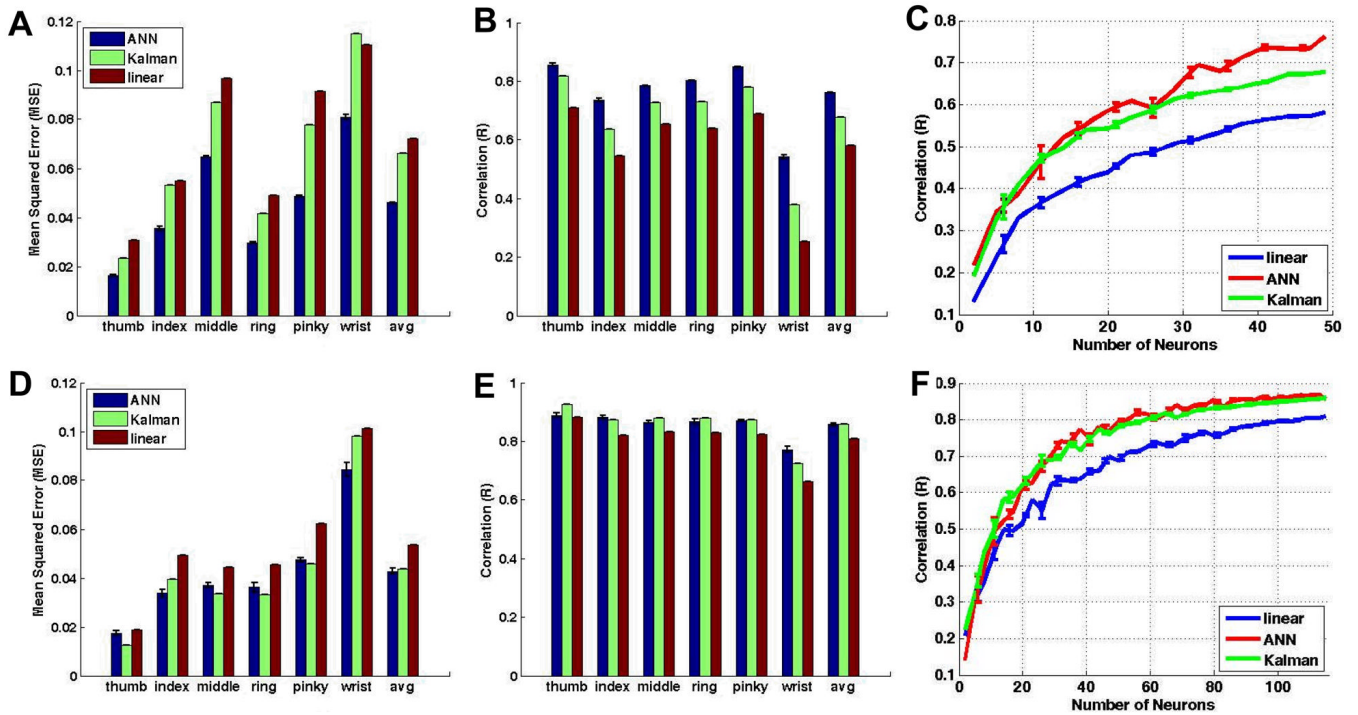 A
Mean Squared Error (MSE)
0.12
0.1
0.08
0.06
0.04
0.02
0
ANN
Kalman
linear
thumb index middle ring pinky wrist avg
B
Correlation (R)
1
0.8
0.6
0.4
0.2
0
thumb index middle ring pinky wrist avg
C
Correlation (R)
0.8
0.7
0.6
0.5
0.4
0.3
0.2
0.1
linear
ANN
Kalman
0 10 20 30 40 50
Number of Neurons
D
Mean Squared Error (MSE)
0.12
0.1
0.08
0.06
0.04
0.02
0
ANN
Kalman
linear
thumb index middle ring pinky wrist avg
E
Correlation (R)
1
0.8
0.6
0.4
0.2
0
thumb index middle ring pinky wrist avg
F
Correlation (R)
0.9
0.8
0.7
0.6
0.5
0.4
0.3
0.2
0.1
linear
ANN
Kalman
0 20 40 60 80 100
Number of Neurons